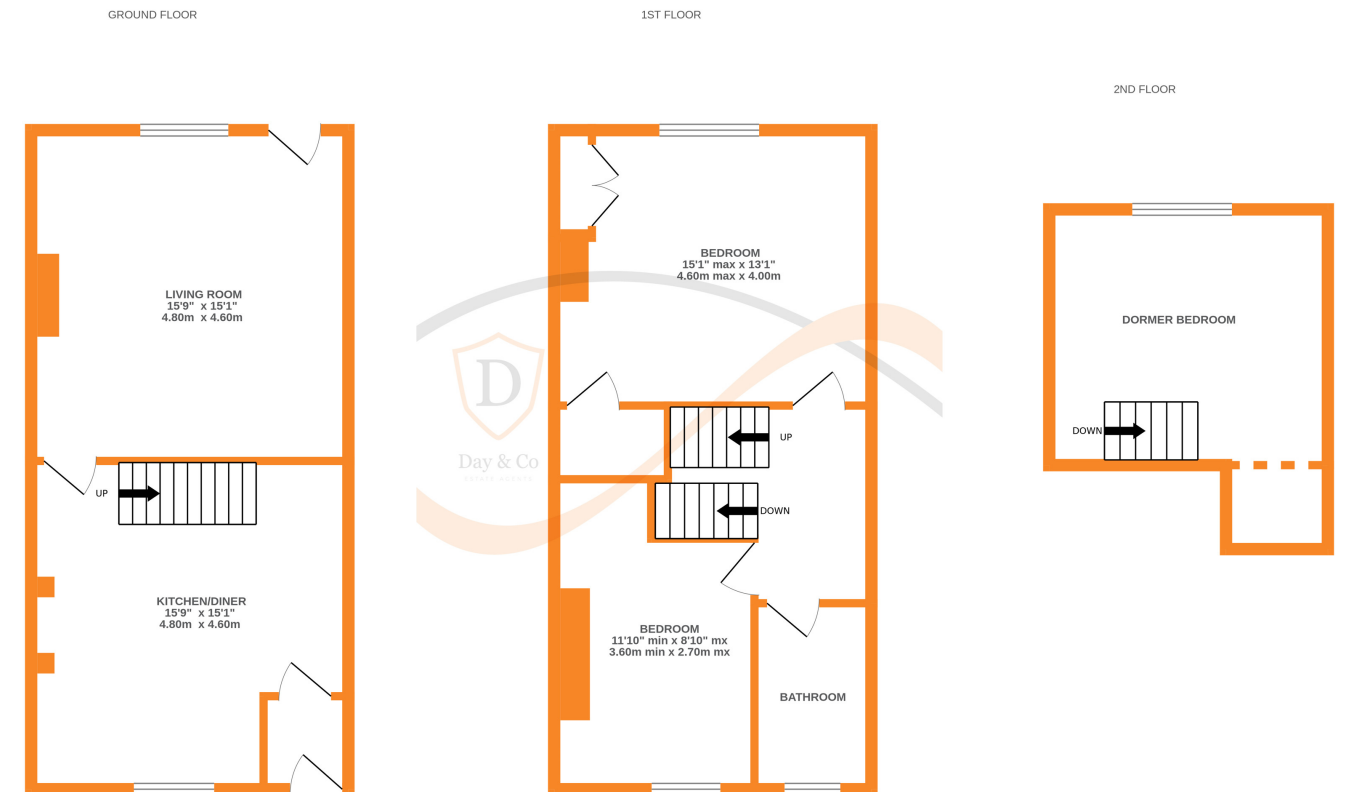 GROUND FLOOR
LIVING ROOM
15'9" x 15'1"
4.80m x 4.60m
UP
KITCHEN/DINER
15'9" x 15'1"
4.80m x 4.60m
1ST FLOOR
BEDROOM
15'1" max x 13'1"
4.60m max x 4.00m
D
Day & Co
ESTATE AGENTS
UP
DOWN
BEDROOM
11'10" min x 8'10" mx
3.60m min x 2.70m mx
BATHROOM
2ND FLOOR
DORMER BEDROOM
DOWN